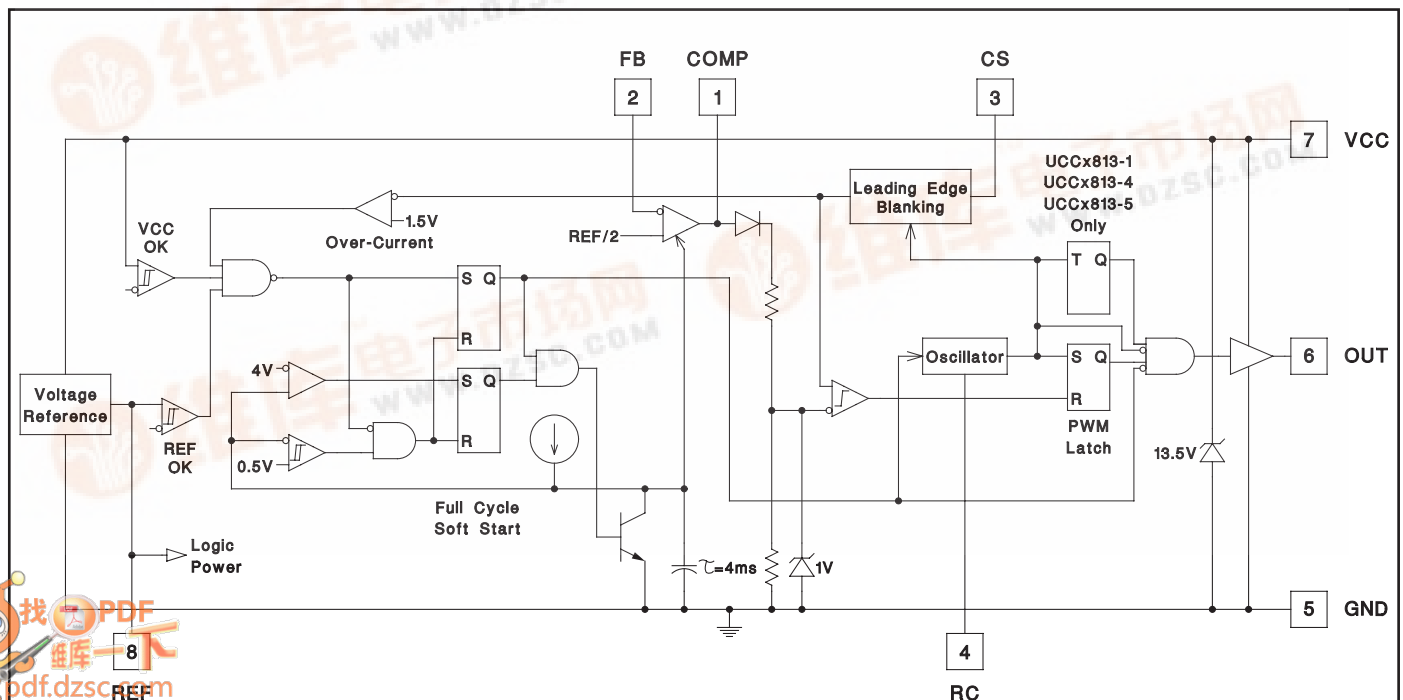 维库电子市场网
WWW.DZSC.COM
FB COMP CS
2 1 3
7 VCC
UCCx813-1
UCCx813-4
UCCx813-5
Only
Leading Edge
Blanking
1.5V
Over-Current
VCC
OK
REF/2
T Q
S Q
R
Oscillator
S Q
R
PWM
Latch
6 OUT
4V
S Q
R
Voltage
Reference
REF
OK
0.5V
13.5V
Full Cycle
Soft Start
Logic
Power
τ=4ms
1V
5 GND
找PDF
维库一下
pdf.dzsc.com
8
REF
4
RC